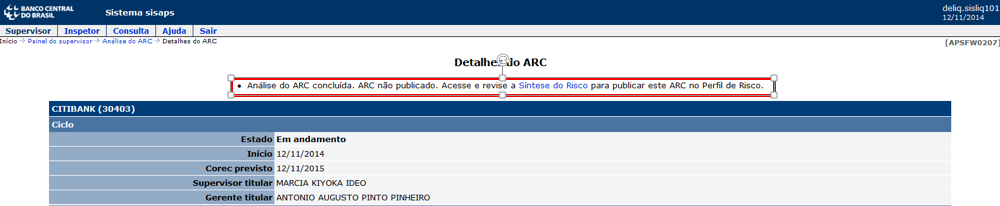 BANCO CENTRAL
DO BRASIL
Sistema sisaps
deliq.sisliq101
12/11/2014
Supervisor Inspetor Consulta Ajuda Sair
Início Painel do supervisor Análise do ARC Detalhes do ARC
[APSFW0207]
Detalhes do ARC
Análise do ARC concluída. ARC não publicado. Acesse e revise a Síntese do Risco para publicar este ARC no Perfil de Risco.
CITIBANK (30403)
Ciclo
Estado Em andamento
Início 12/11/2014
Corec previsto 12/11/2015
Supervisor titular MARCIA KIYOKA IDEO
Gerente titular ANTONIO AUGUSTO PINTO PINHEIRO